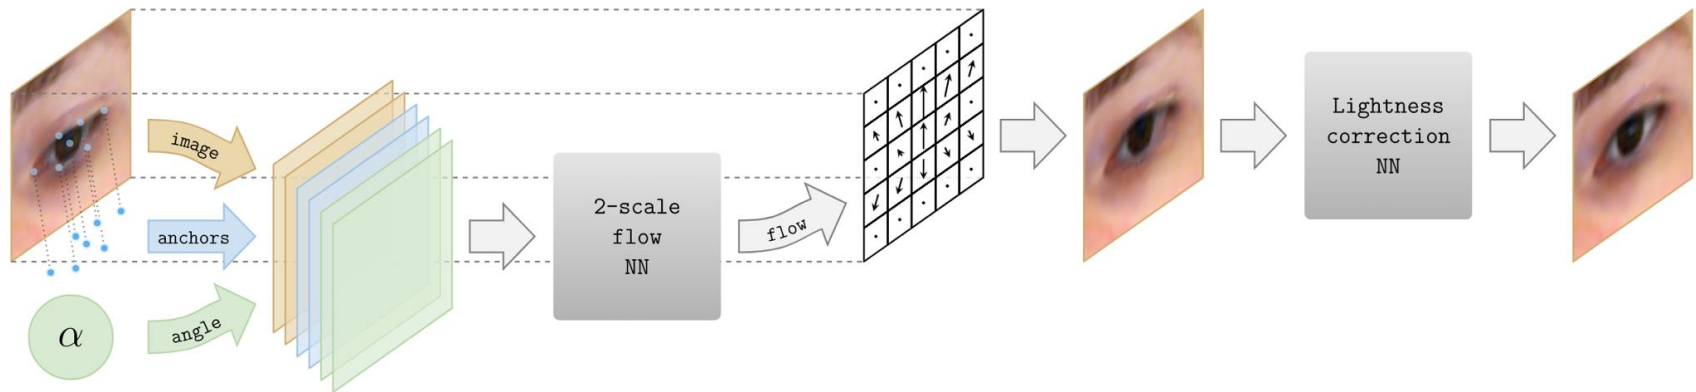 image
anchors
α
angle
2-scale
flow
NN
flow
Lightness
correction
NN